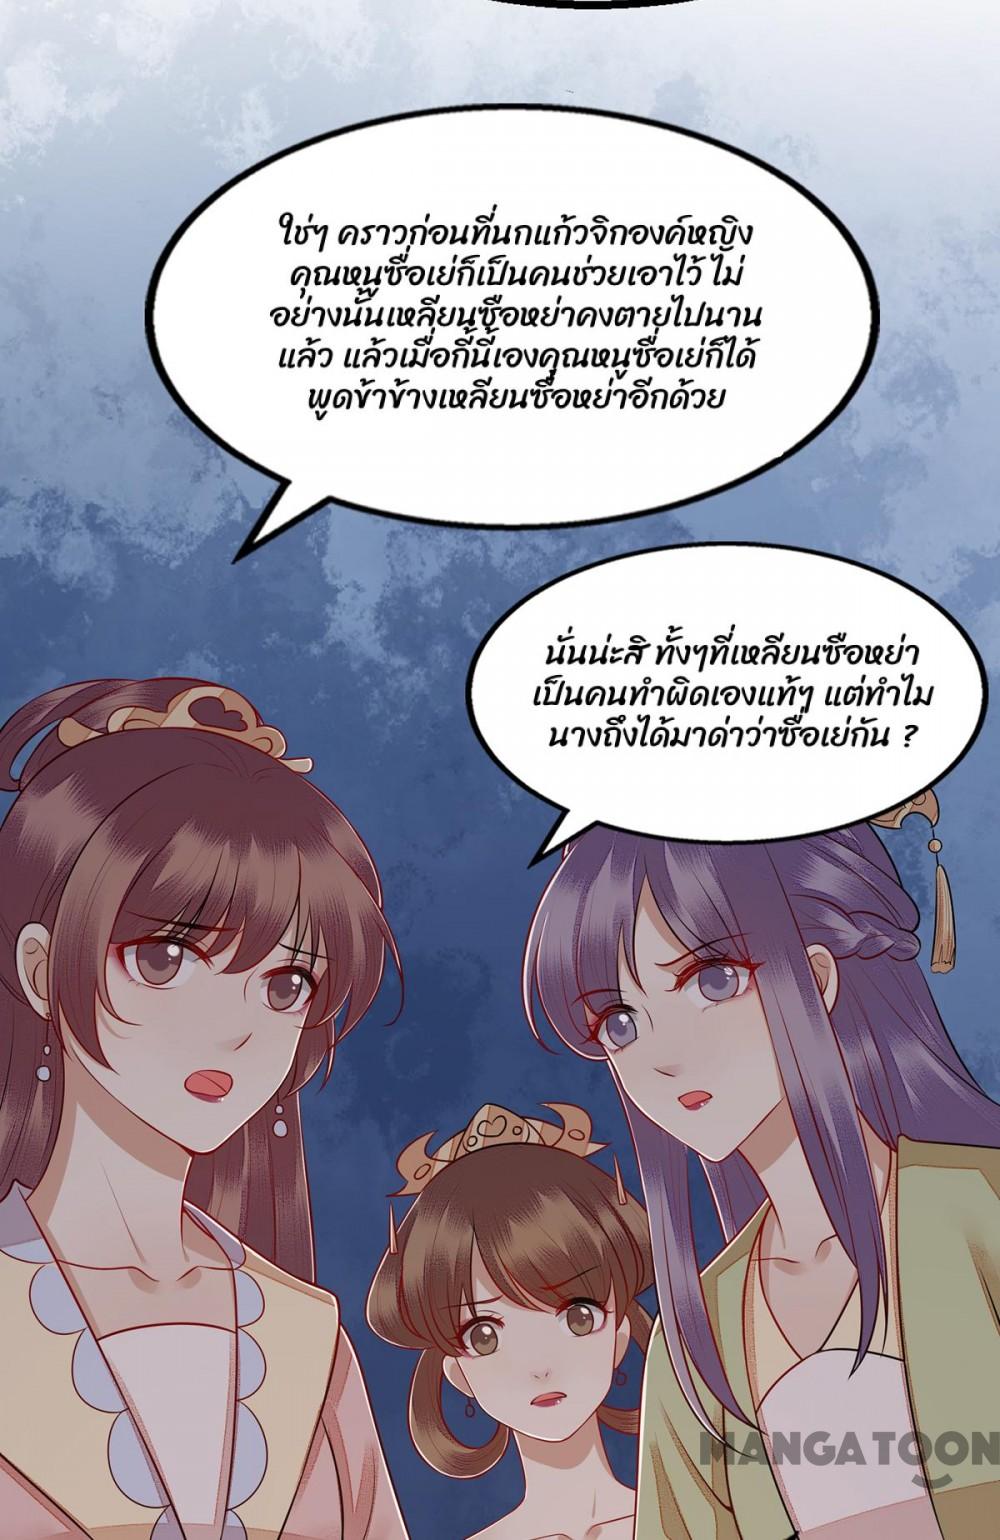 ใช่ๆ คราวก่อนที่นกแก้วจิกองค์หญิง
คุณหนูซื่อเย่ก็เป็นคนช่วยเอาไว้ ไม่
อย่างนั้นเหลียนซือหย่าคงตายไปนาน
แล้ว แล้วเมื่อกี้นี้เองคุณหนูซื่อเย่ก็ได้
พูดข้าข้างเหลียนซือหย่าอีกด้วย
นั่นน่ะสิ ทั้งๆที่เหลียนซือหย่า
เป็นคนทำผิดเองแท้ๆ แต่ทำไม
นางถึงได้มาด่าว่าซื่อเย่กัน ?
MANGATOON